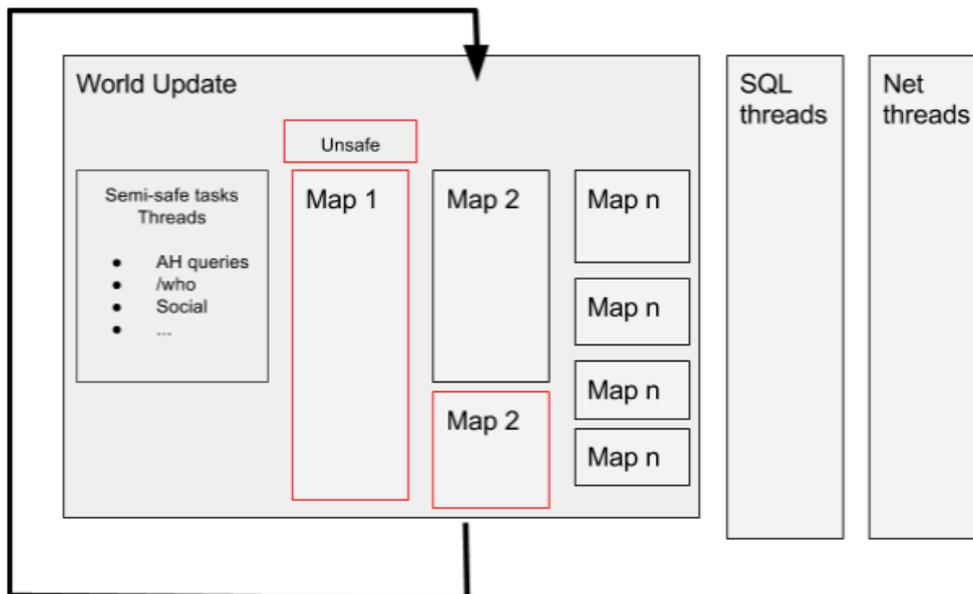 World Update
Unsafe
Semi-safe tasks
Threads
● AH queries
● /who
● Social
● ...
Map 1
Map 2
Map 2
Map n
Map n
Map n
Map n
SQL
threads
Net
threads